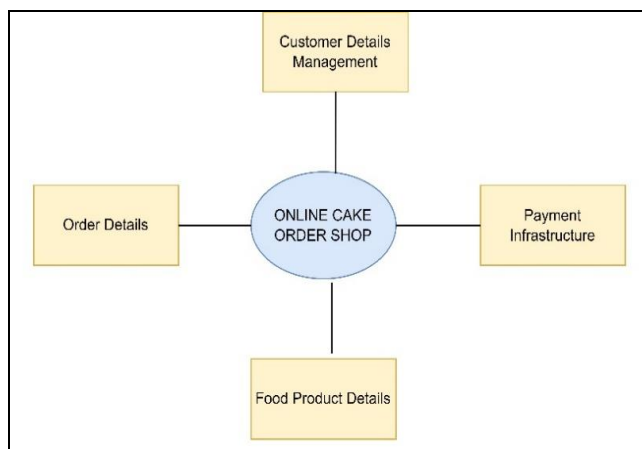 Customer Details
Management
Order Details
ONLINE CAKE
ORDER SHOP
Payment
Infrastructure
Food Product Details